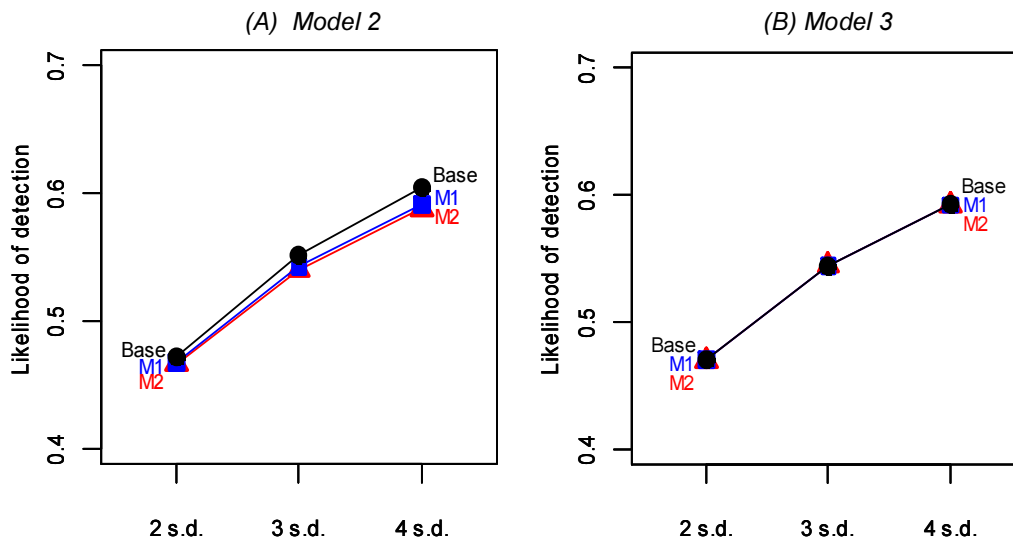 (A) Model 2
Likelihood of detection
0.7
0.6
0.5
0.4
Base
M1
M2
Base
M1
M2
2 s.d.
3 s.d.
4 s.d.
(B) Model 3
Likelihood of detection
0.7
0.6
0.5
0.4
Base
M1
M2
Base
M1
M2
2 s.d.
3 s.d.
4 s.d.